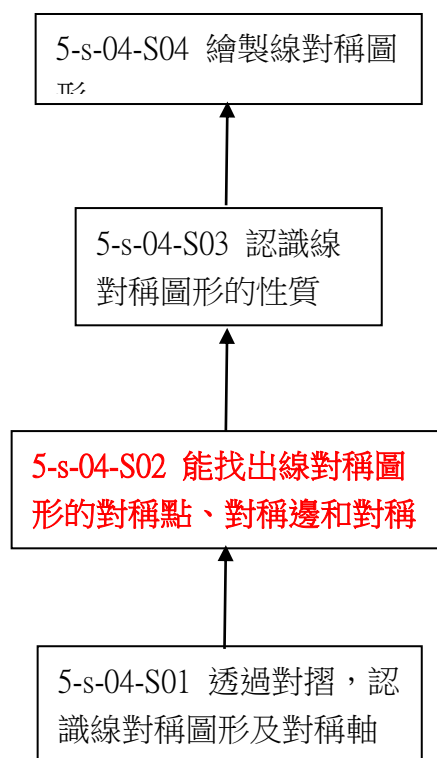 5-s-04-S04 繪製線對稱圖
5-s-04-S03 認識線
對稱圖形的性質
5-s-04-S02 能找出線對稱圖
形的對稱點、對稱邊和對稱
5-s-04-S01 透過對摺，認
識線對稱圖形及對稱軸